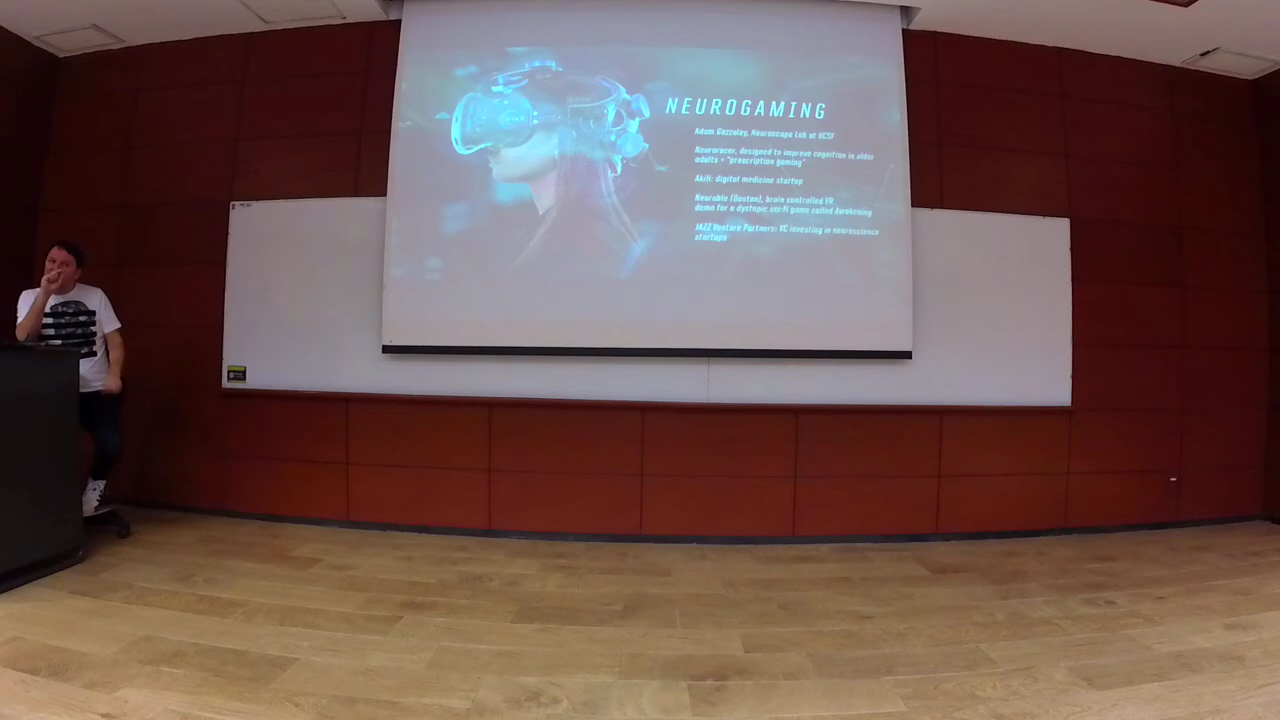 NEUROGAMING
Adam Gazzaley, Neuroscape Lab at UCSF
Neuroracer, designed to improve cognition in older
adults + "prescription gaming"
Akili: digital medicine startup
Neurable (Boston), brain controlled VR
demo for a dystopic sci-fi game called Awakening
JAZZ Venture Partners: VC investing in neuroscience
startups